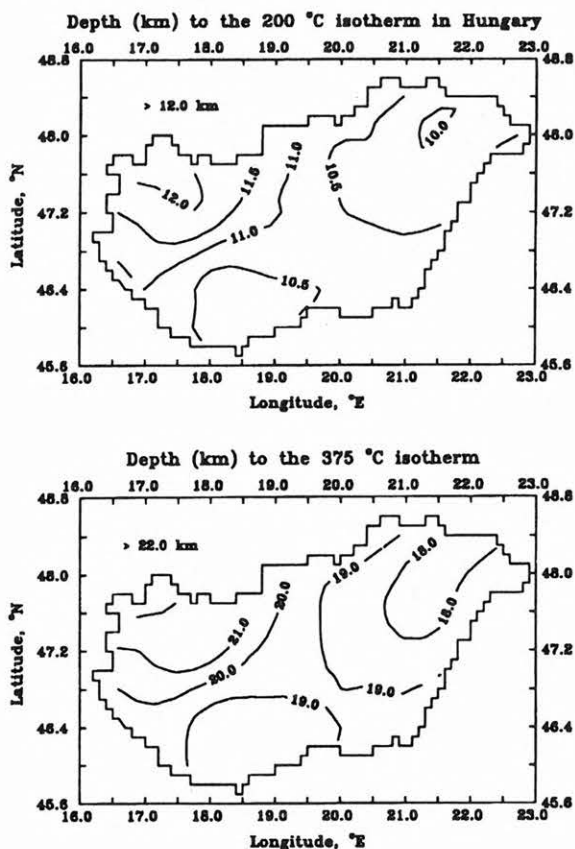 Depth (km) to the 200 °C isotherm in Hungary
16.0 17.0 18.0 19.0 20.0 21.0 22.0 23.0
48.8 48.8
> 12.0 km
48.0 48.0
10.0
11.0
11.5
10.5
12.0
47.2 47.2
11.0
10.5
46.4 46.4
45.6 45.6
Latitude, °N
16.0 17.0 18.0 19.0 20.0 21.0 22.0 23.0
Longitude, °E
Depth (km) to the 375 °C isotherm
16.0 17.0 18.0 19.0 20.0 21.0 22.0 23.0
48.8 48.8
> 22.0 km
18.0
19.0
48.0 48.0
20.0
18.0
21.0
47.2 47.2
20.0
19.0
19.0
46.4 46.4
45.6 45.6
Latitude, °N
16.0 17.0 18.0 19.0 20.0 21.0 22.0 23.0
Longitude, °E